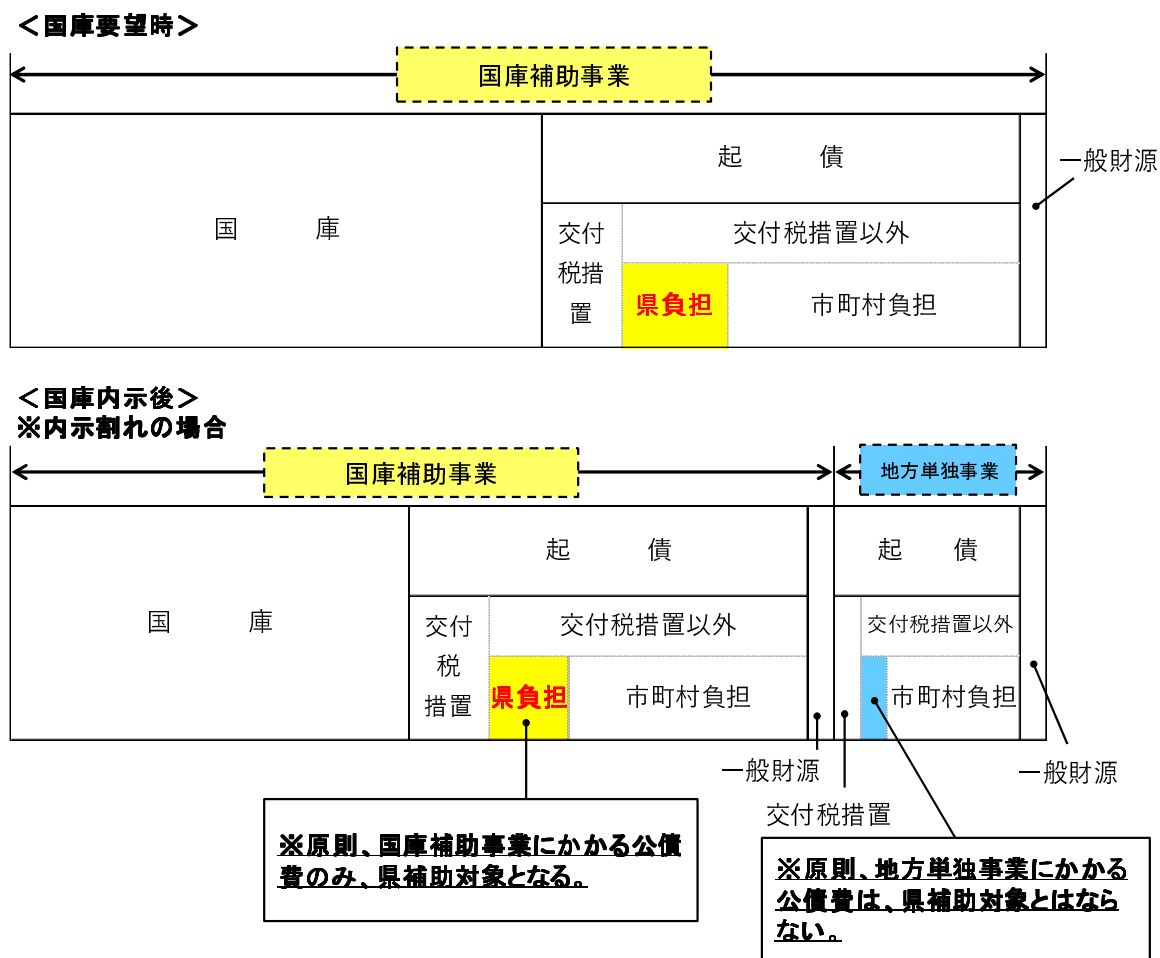 ＜国庫要望時＞
国庫補助事業
起　　　債
一般財源
国　　　庫
交付
税措
置
交付税措置以外
県負担
市町村負担
＜国庫内示後＞
※内示割れの場合
国庫補助事業
地方単独事業
起　　債
起　　債
国　　　庫
交付
税
措置
交付税措置以外
交付税措置以外
県負担
市町村負担
市町村負担
一般財源
一般財源
交付税措置
※原則、国庫補助事業にかかる公債
費のみ、県補助対象となる。
※原則、地方単独事業にかかる
公債費は、県補助対象とはなら
ない。